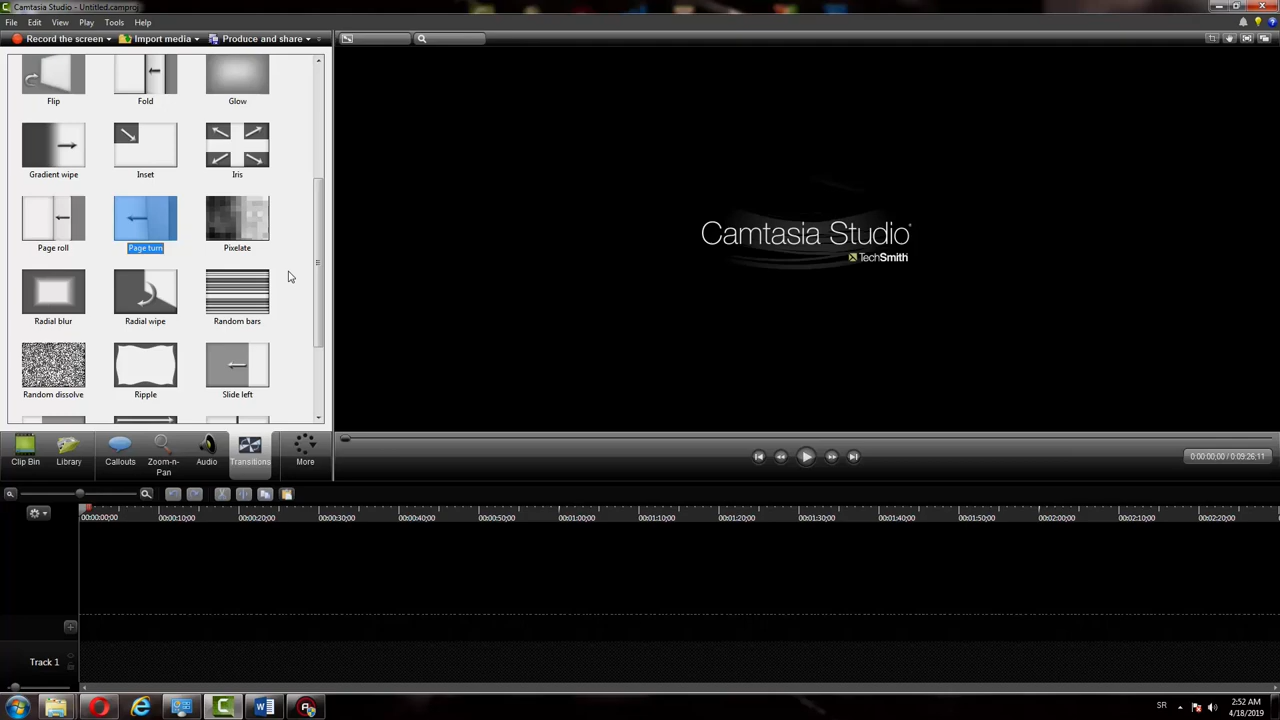 Camtasia Studio - Untitled.camproj
File Edit View Play Tools Help
Record the screen Import media Produce and share
Flip Fold Glow
Gradient wipe Inset Iris
Page roll Page turn Pixelate
Radial blur Radial wipe Random bars
Random dissolve Ripple Slide left
Camtasia Studio
TechSmith
Clip Bin Library Callouts Zoom-n-Pan Audio Transitions More
0:00:00;00 / 0:09:26;11
00:00:00;00 00:00:10;00 00:00:20;00 00:00:30;00 00:00:40;00 00:00:50;00 00:01:00;00 00:01:10;00 00:01:20;00 00:01:30;00 00:01:40;00 00:01:50;00 00:02:00;00 00:02:10;00 00:02:20;00
Track 1
SR
2:52 AM
4/18/2019